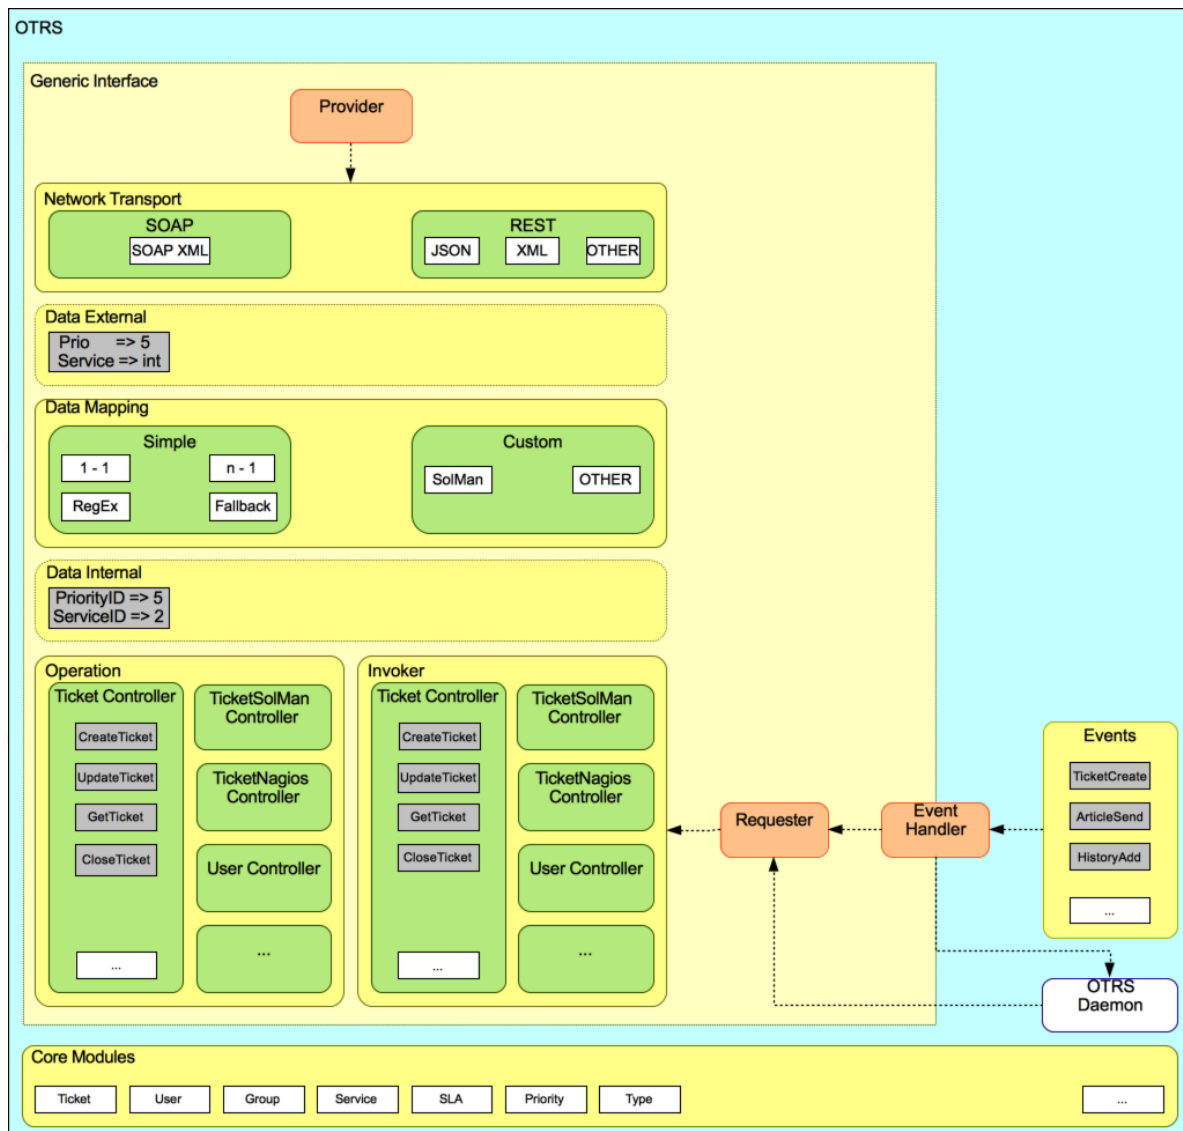 OTRS
Generic Interface
Provider
Network Transport
SOAP
SOAP XML
REST
JSON
XML
OTHER
Data External
Prio => 5
Service => int
Data Mapping
Simple
1 - 1
n - 1
RegEx
Fallback
Custom
SolMan
OTHER
Data Internal
PriorityID => 5
ServiceID => 2
Operation
Ticket Controller
CreateTicket
UpdateTicket
GetTicket
CloseTicket
...
TicketSolMan
Controller
TicketNagios
Controller
User Controller
...
Invoker
Ticket Controller
CreateTicket
UpdateTicket
GetTicket
CloseTicket
...
TicketSolMan
Controller
TicketNagios
Controller
User Controller
...
Requester
Event
Handler
Events
TicketCreate
ArticleSend
HistoryAdd
...
OTRS
Daemon
Core Modules
Ticket
User
Group
Service
SLA
Priority
Type
...